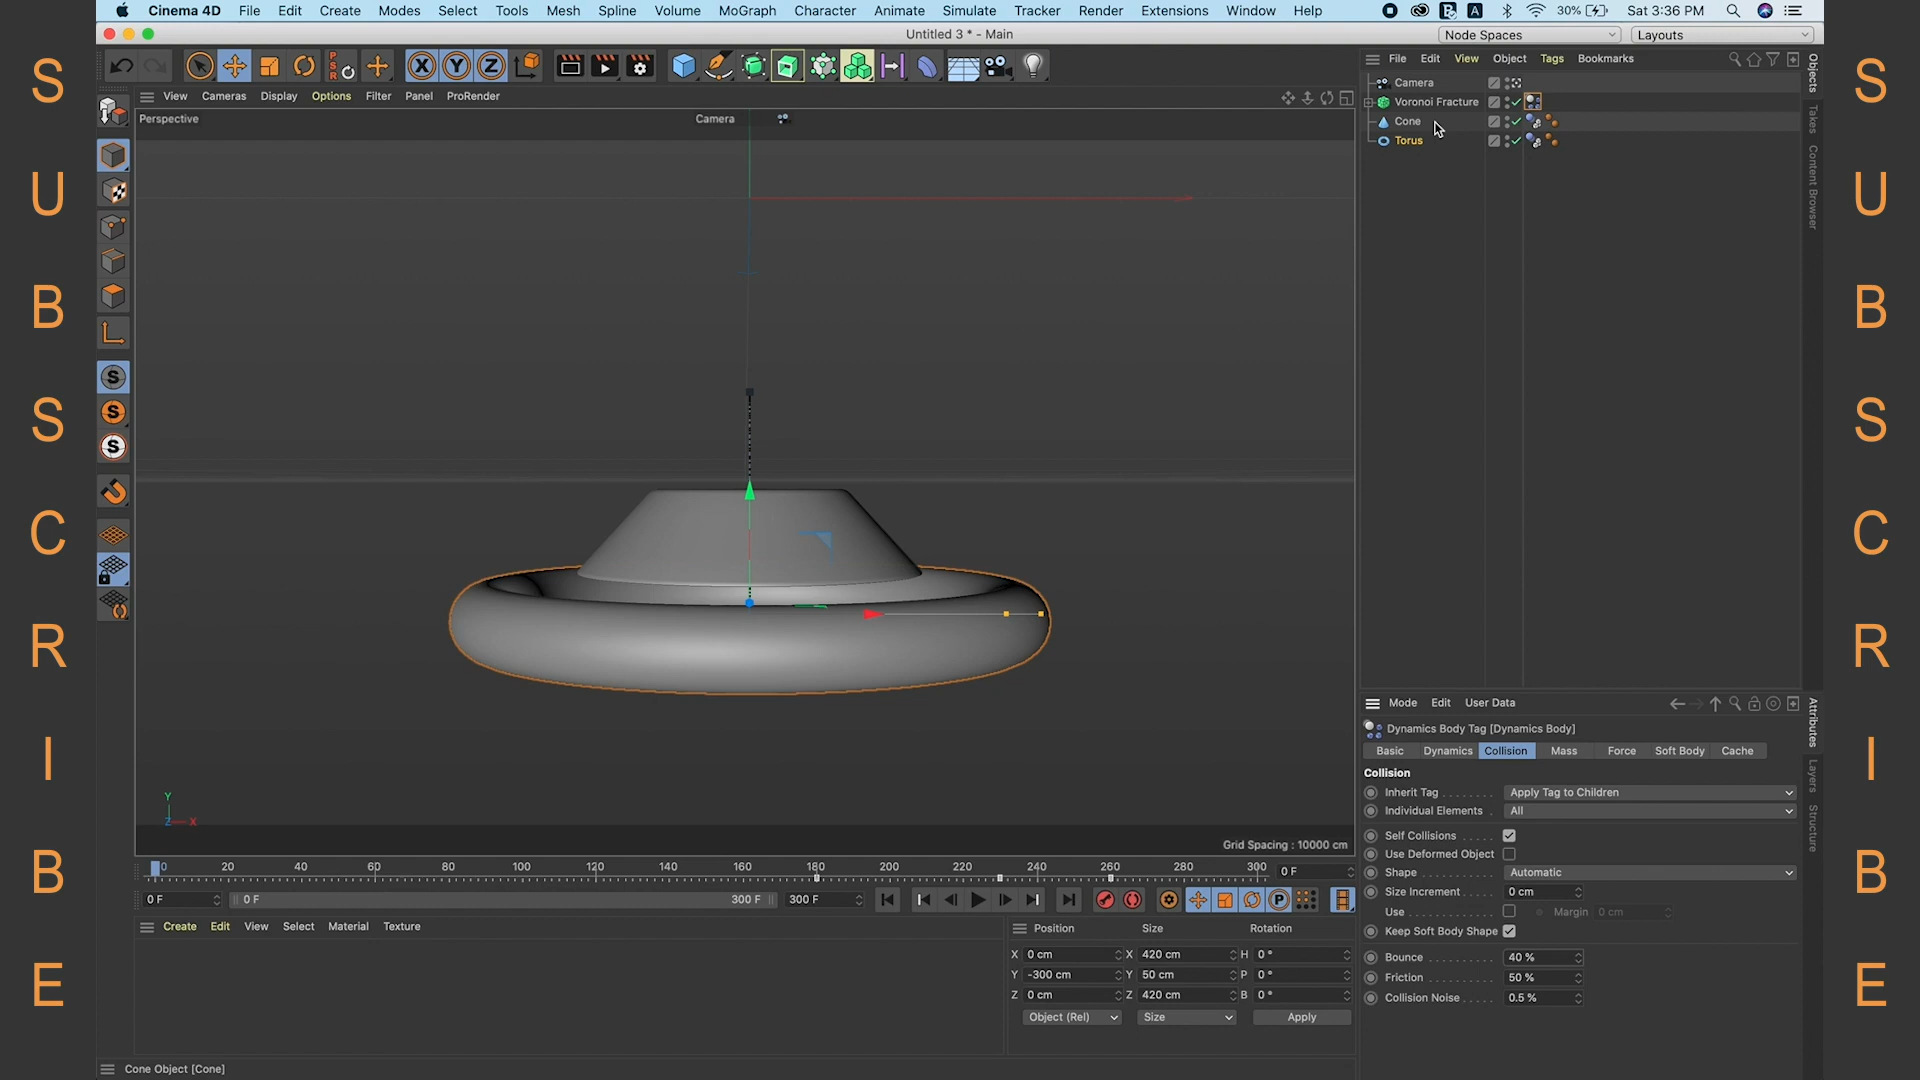 Cinema 4D File Edit Create Modes Select Tools Mesh Spline Volume MoGraph Character Animate Simulate Tracker Render Extensions Window Help 30% Sat 3:36 PM
Untitled 3 * - Main
Node Spaces Layouts
File Edit View Object Tags Bookmarks
PSR X Y Z
View Cameras Display Options Filter Panel ProRender
Perspective Camera
Camera
Voronoi Fracture
Cone
Torus
Objects
Takes
Content Browser
S
U
B
S
C
R
I
B
E
S
U
B
S
C
R
I
B
E
Y
Z X
Grid Spacing : 10000 cm
0 20 40 60 80 100 120 140 160 180 200 220 240 260 280 300 0 F
0 F 0 F 300 F 300 F
Create Edit View Select Material Texture
Position Size Rotation
X 0 cm X 420 cm H 0 °
Y -300 cm Y 50 cm P 0 °
Z 0 cm Z 420 cm B 0 °
Object (Rel) Size Apply
Mode Edit User Data
Dynamics Body Tag [Dynamics Body]
Basic Dynamics Collision Mass Force Soft Body Cache
Collision
Inherit Tag Apply Tag to Children
Individual Elements All
Self Collisions
Use Deformed Object
Shape Automatic
Size Increment 0 cm
Use Margin 0 cm
Keep Soft Body Shape
Bounce 40 %
Friction 50 %
Collision Noise 0.5 %
Attributes
Layers
Structure
Cone Object [Cone]